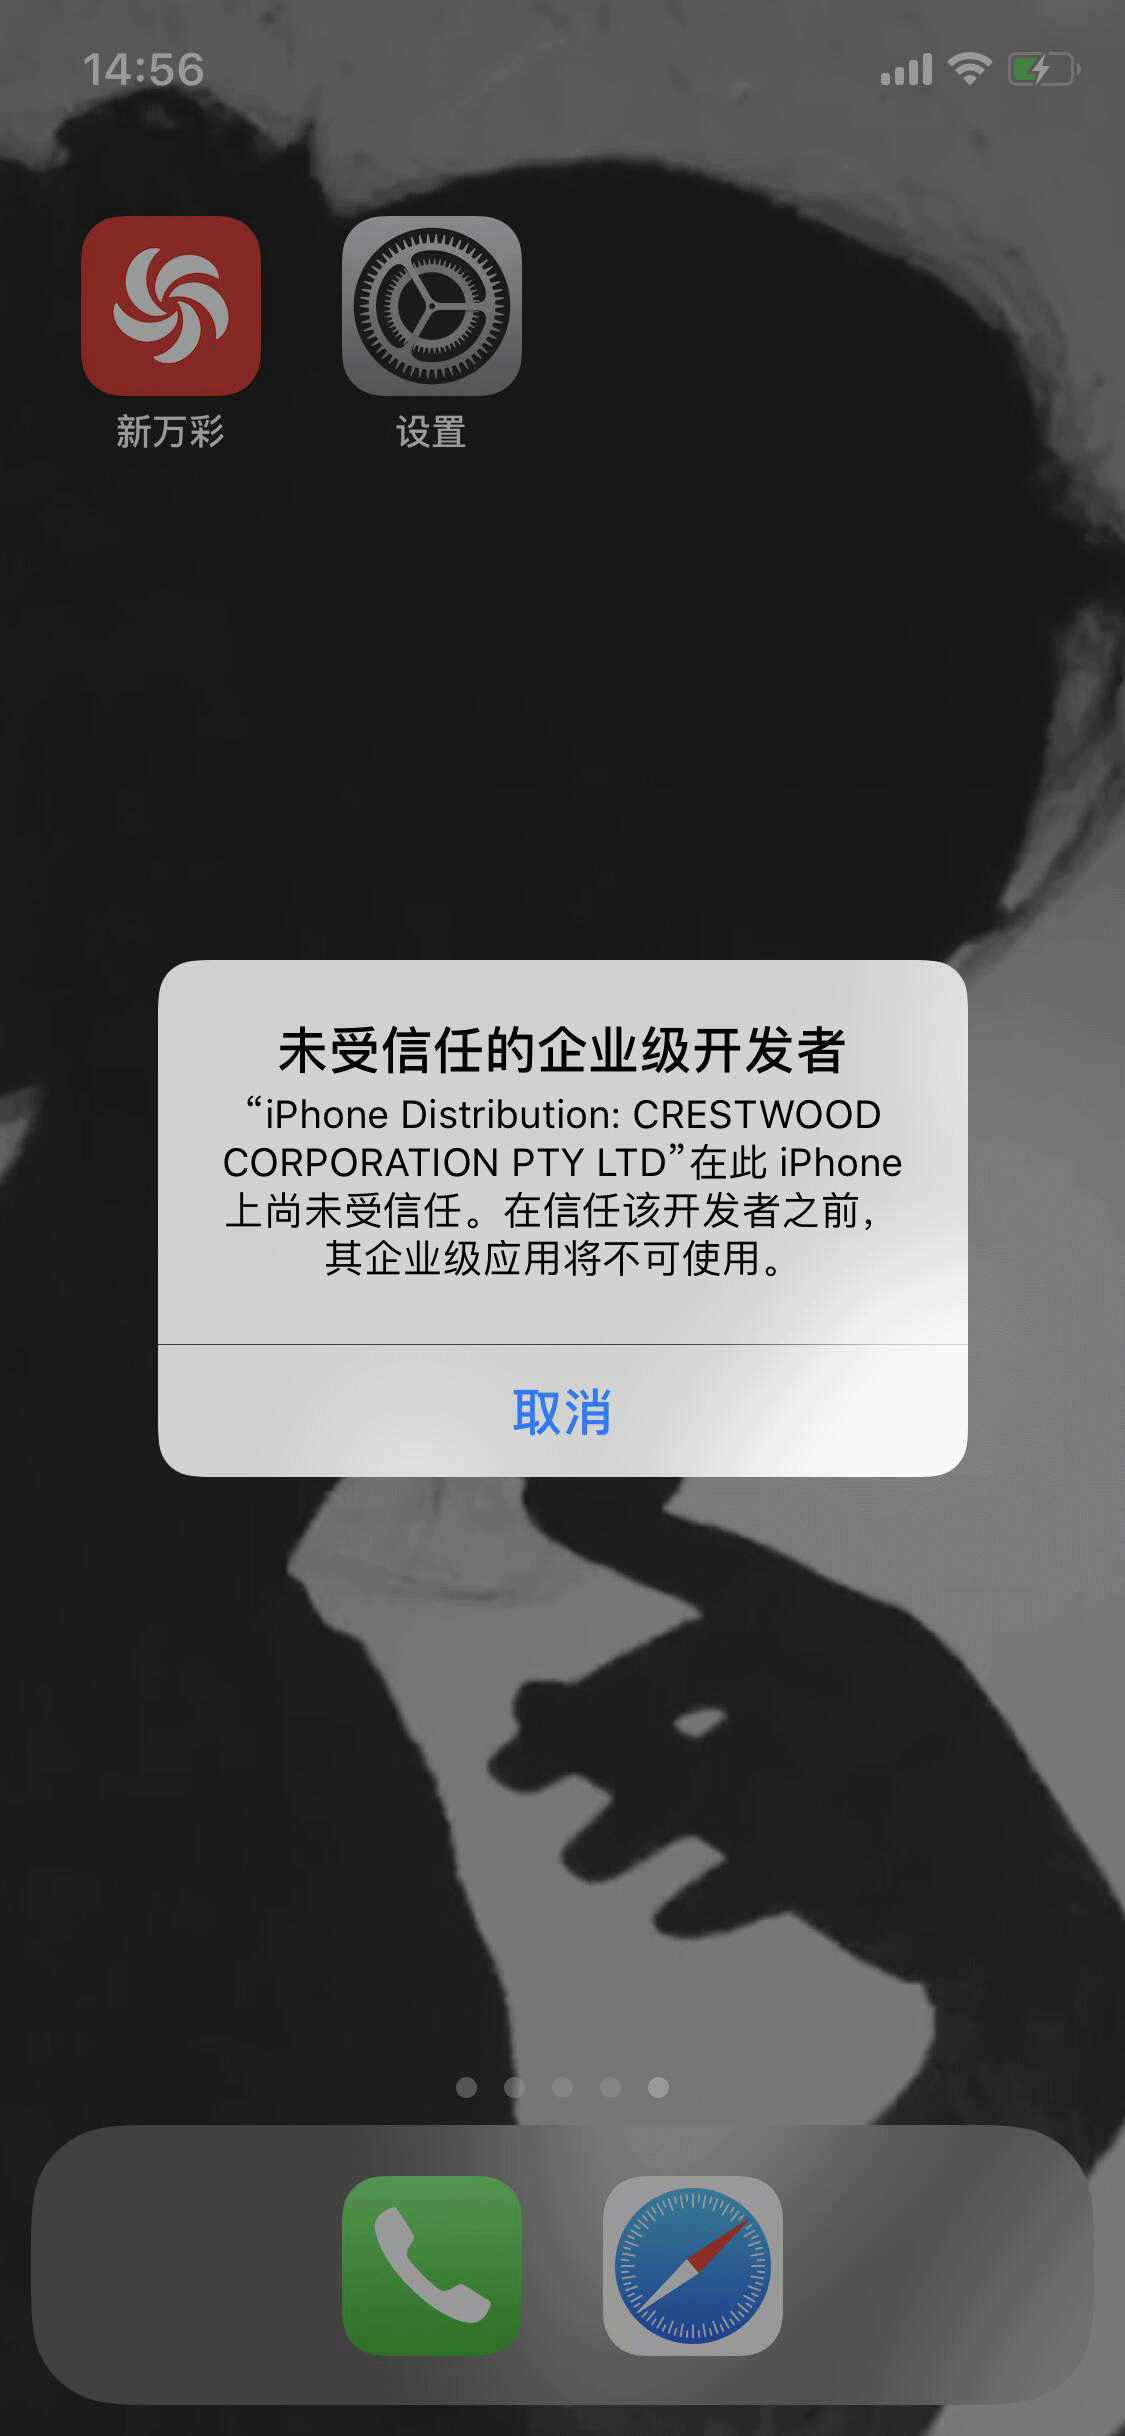 14:56
新万彩
设置
未受信任的企业级开发者
“iPhone Distribution: CRESTWOOD
CORPORATION PTY LTD”在此 iPhone
上尚未受信任。在信任该开发者之前，
其企业级应用将不可使用。
取消